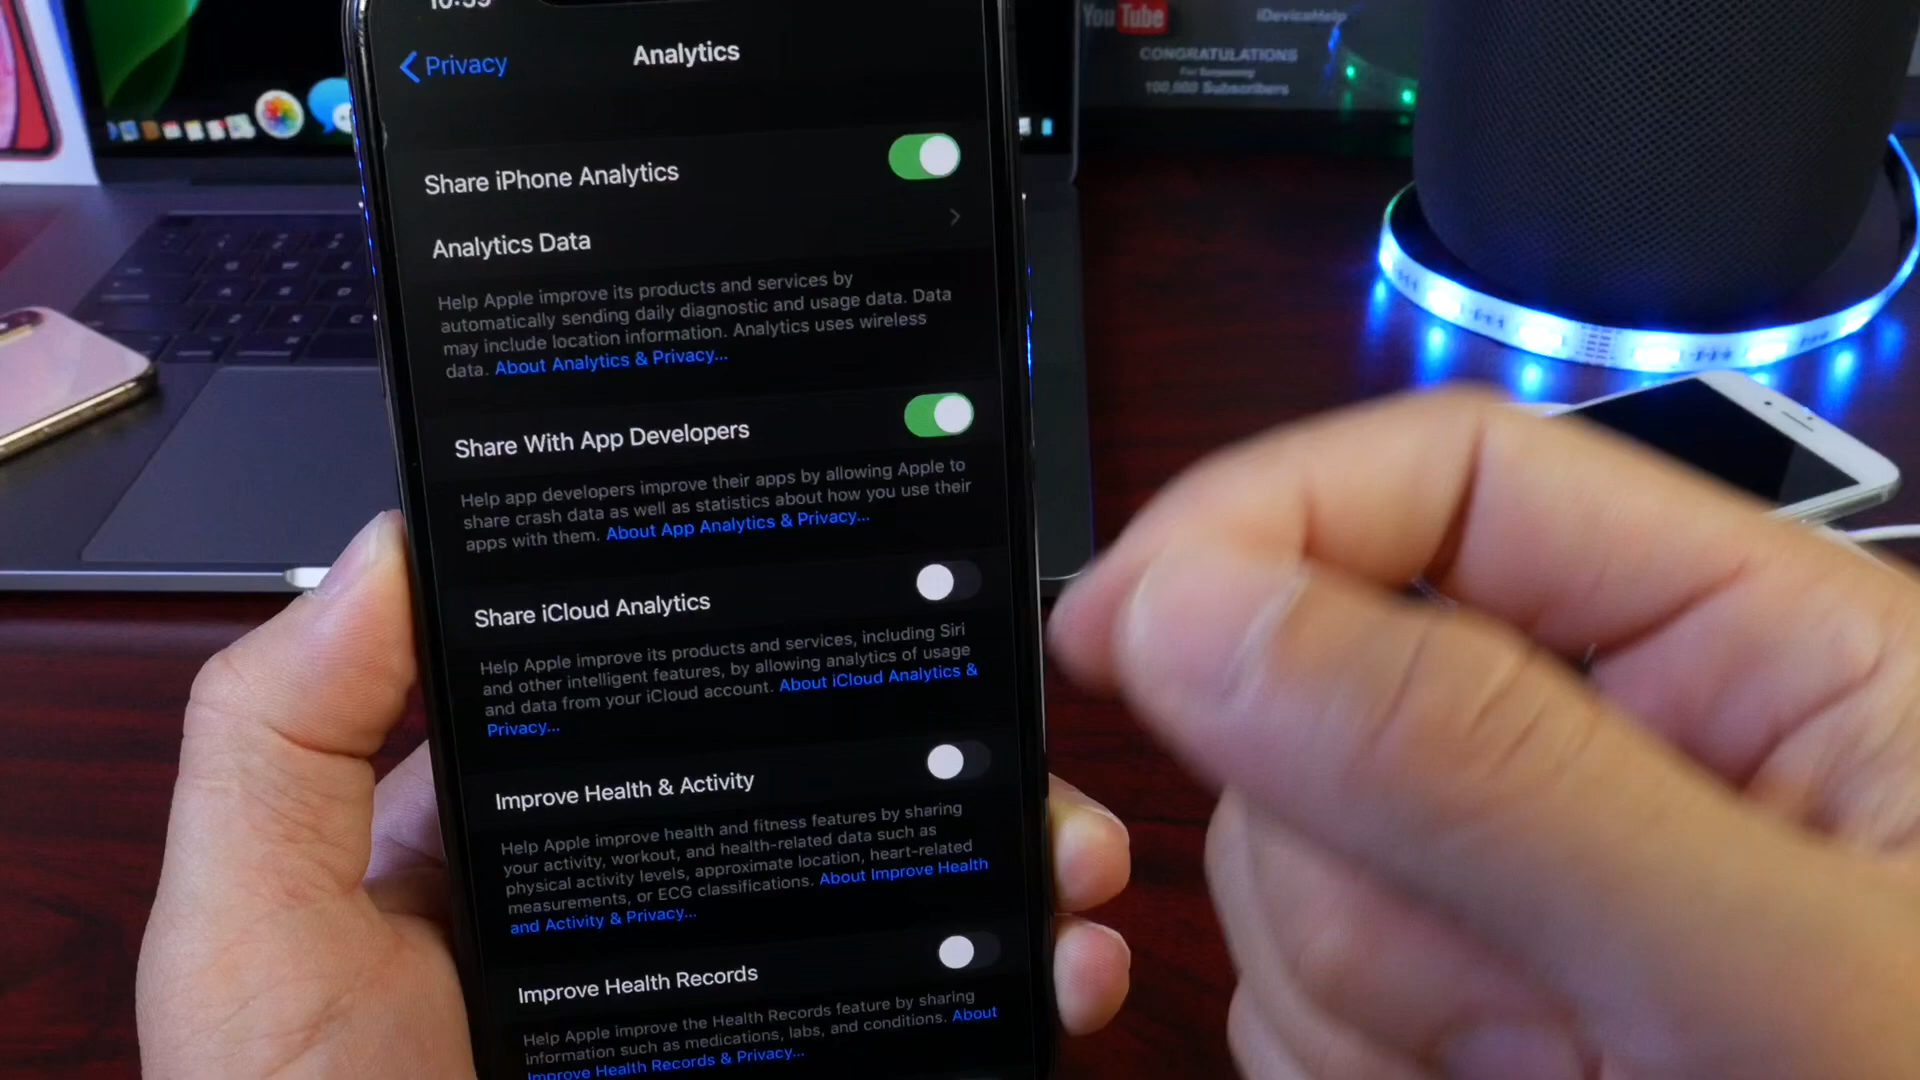 Privacy
Analytics
Share iPhone Analytics
Analytics Data
Help Apple improve its products and services by
automatically sending daily diagnostic and usage data. Data
may include location information. Analytics uses wireless
data. About Analytics & Privacy...
Share With App Developers
Help app developers improve their apps by allowing Apple to
share crash data as well as statistics about how you use their
apps with them. About App Analytics & Privacy...
Share iCloud Analytics
Help Apple improve its products and services, including Siri
and other intelligent features, by allowing analytics of usage
and data from your iCloud account. About iCloud Analytics &
Privacy...
Improve Health & Activity
Help Apple improve health and fitness features by sharing
your activity, workout, and health-related data such as
physical activity levels, approximate location, heart-related
measurements, or ECG classifications. About Improve Health
and Activity & Privacy...
Improve Health Records
Help Apple improve the Health Records feature by sharing
information such as medications, labs, and conditions. About
Improve Health Records & Privacy...
YouTube
iDeviceHelp
CONGRATULATIONS
For Surpassing
100,000 Subscribers